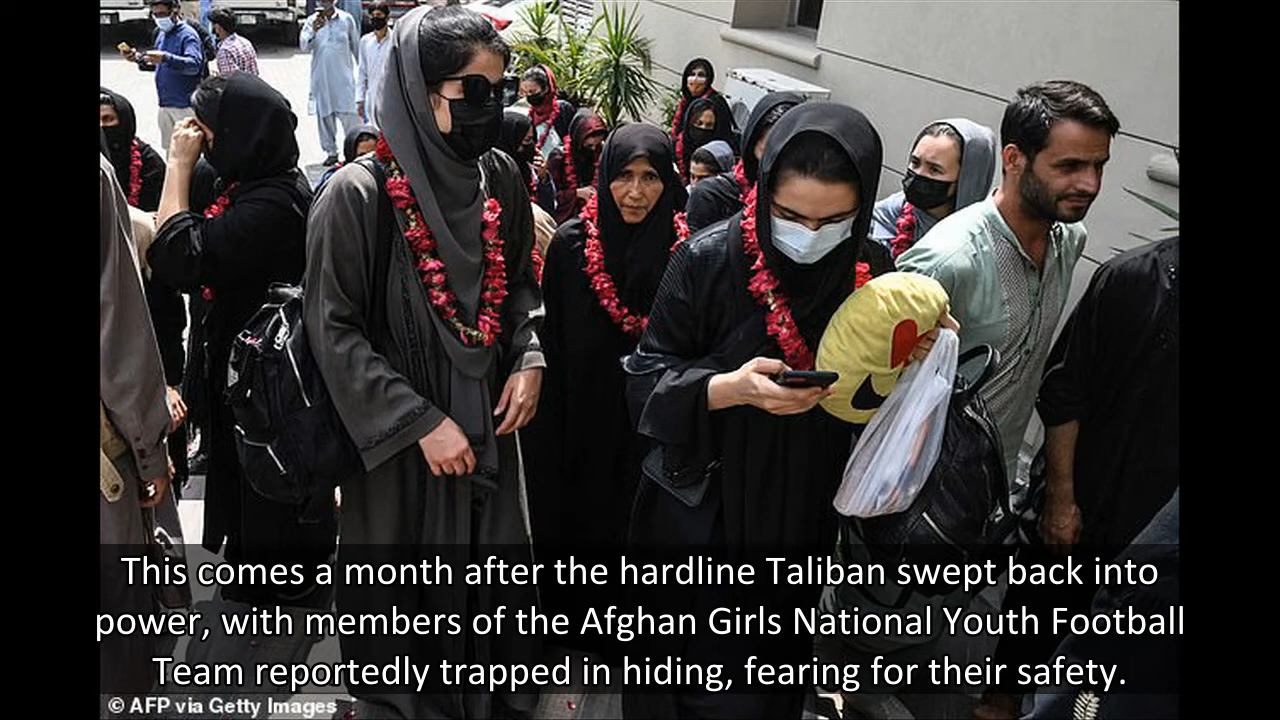 This comes a month after the hardline Taliban swept back into
power, with members of the Afghan Girls National Youth Football
Team reportedly trapped in hiding, fearing for their safety.
© AFP via Getty Images